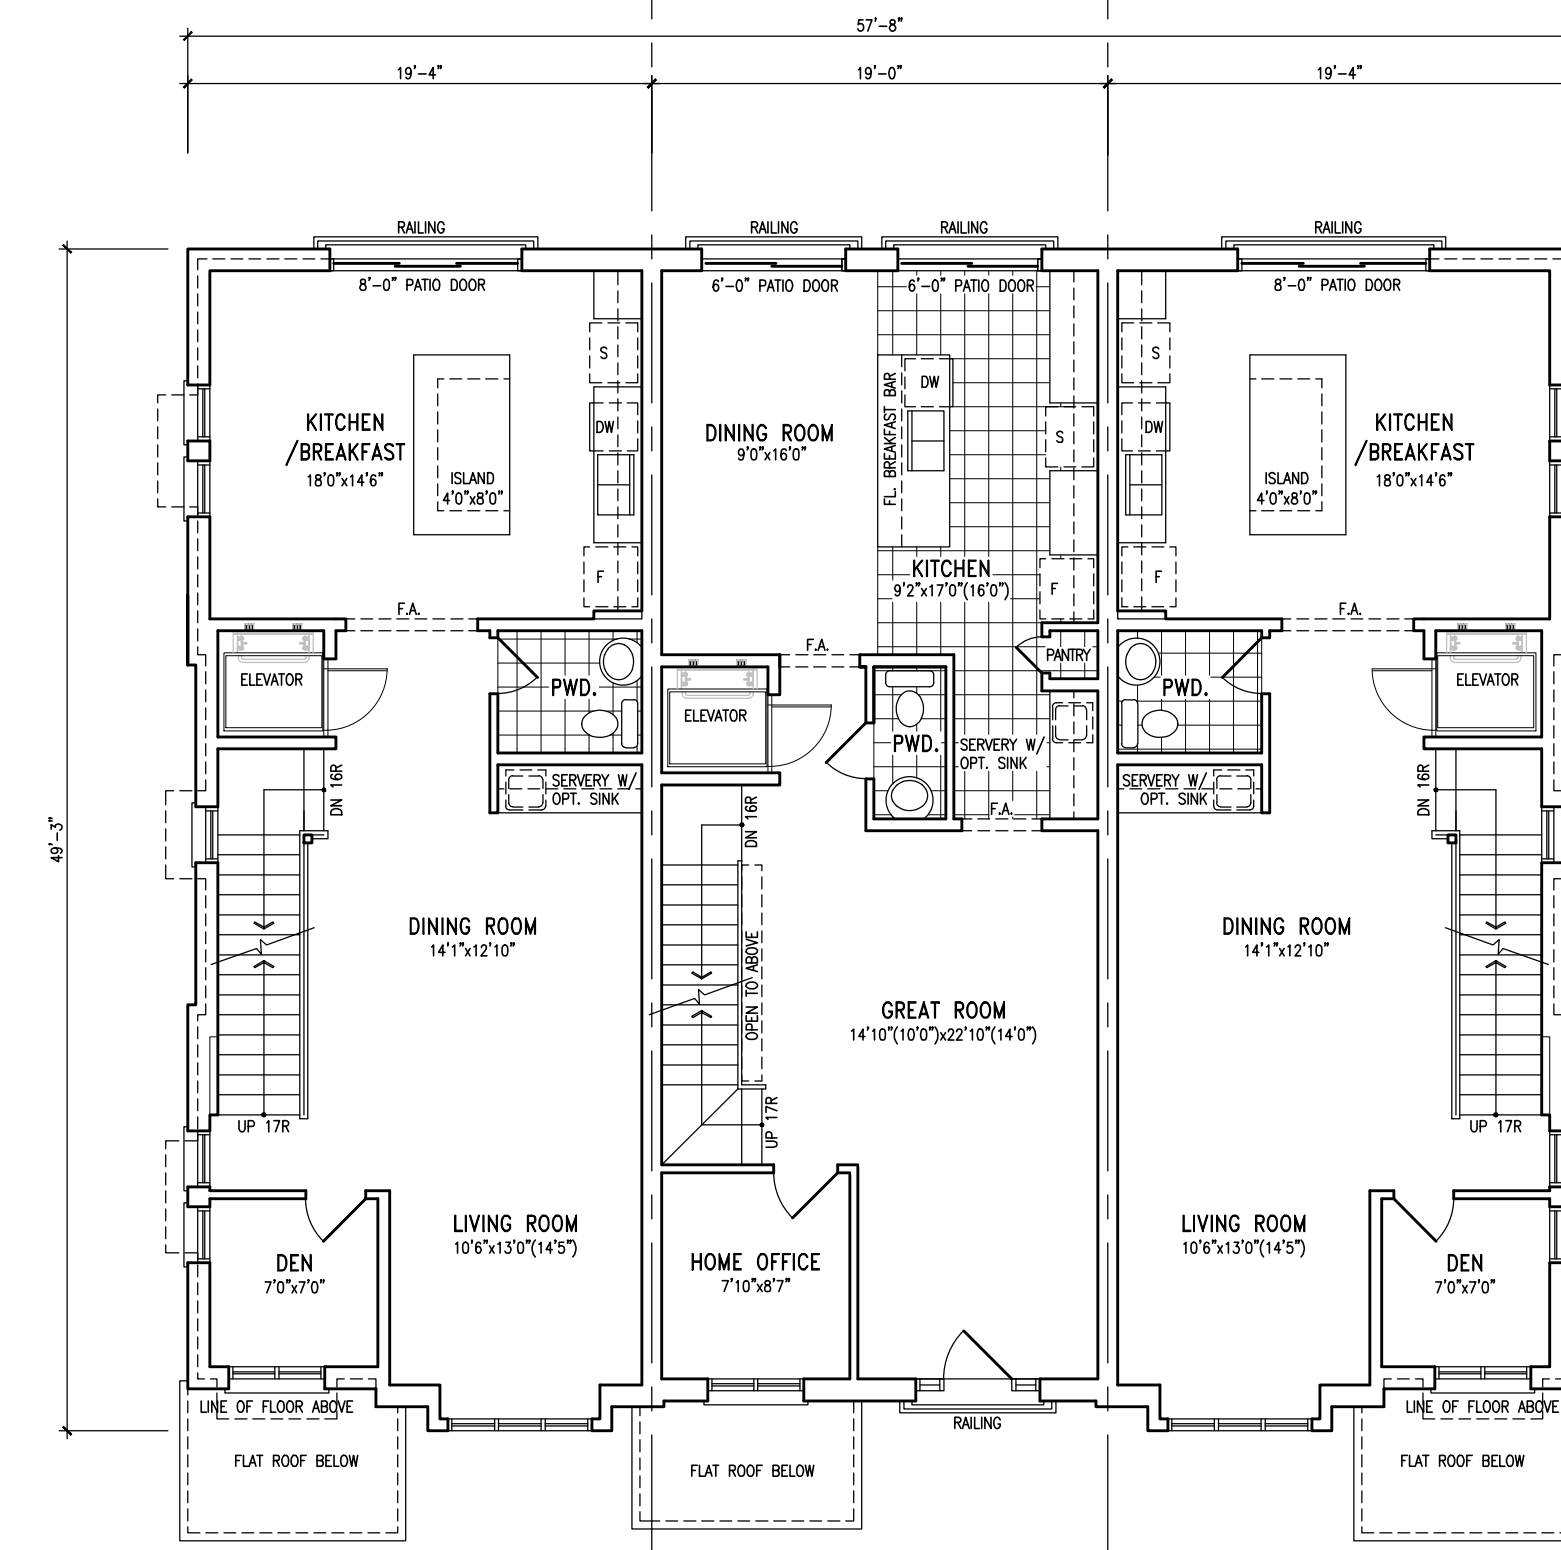 57'-8"
19'-4"
19'-0"
19'-4"
RAILING
RAILING
RAILING
RAILING
8'-0" PATIO DOOR
6'-0" PATIO DOOR
6'-0" PATIO DOOR
8'-0" PATIO DOOR
S
DW
KITCHEN
/BREAKFAST
18'0"x14'6"
ISLAND
4'0"x8'0"
F
F.A.
DINING ROOM
9'0"x16'0"
FL. BREAKFAST BAR
DW
S
KITCHEN
9'2"x17'0"(16'0")
F
F.A.
PANTRY
S
DW
ISLAND
4'0"x8'0"
KITCHEN
/BREAKFAST
18'0"x14'6"
F
F.A.
ELEVATOR
PWD.
ELEVATOR
PWD.
SERVERY W/
OPT. SINK
F.A.
PWD.
ELEVATOR
DN 16R
SERVERY W/
OPT. SINK
DN 16R
SERVERY W/
OPT. SINK
DN 16R
49'-3"
DINING ROOM
14'1"x12'10"
OPEN TO ABOVE
GREAT ROOM
14'10"(10'0")x22'10"(14'0")
DINING ROOM
14'1"x12'10"
UP 17R
UP 17R
UP 17R
LIVING ROOM
10'6"x13'0"(14'5")
DEN
7'0"x7'0"
HOME OFFICE
7'10"x8'7"
LIVING ROOM
10'6"x13'0"(14'5")
DEN
7'0"x7'0"
LINE OF FLOOR ABOVE
RAILING
LINE OF FLOOR ABOVE
FLAT ROOF BELOW
FLAT ROOF BELOW
FLAT ROOF BELOW